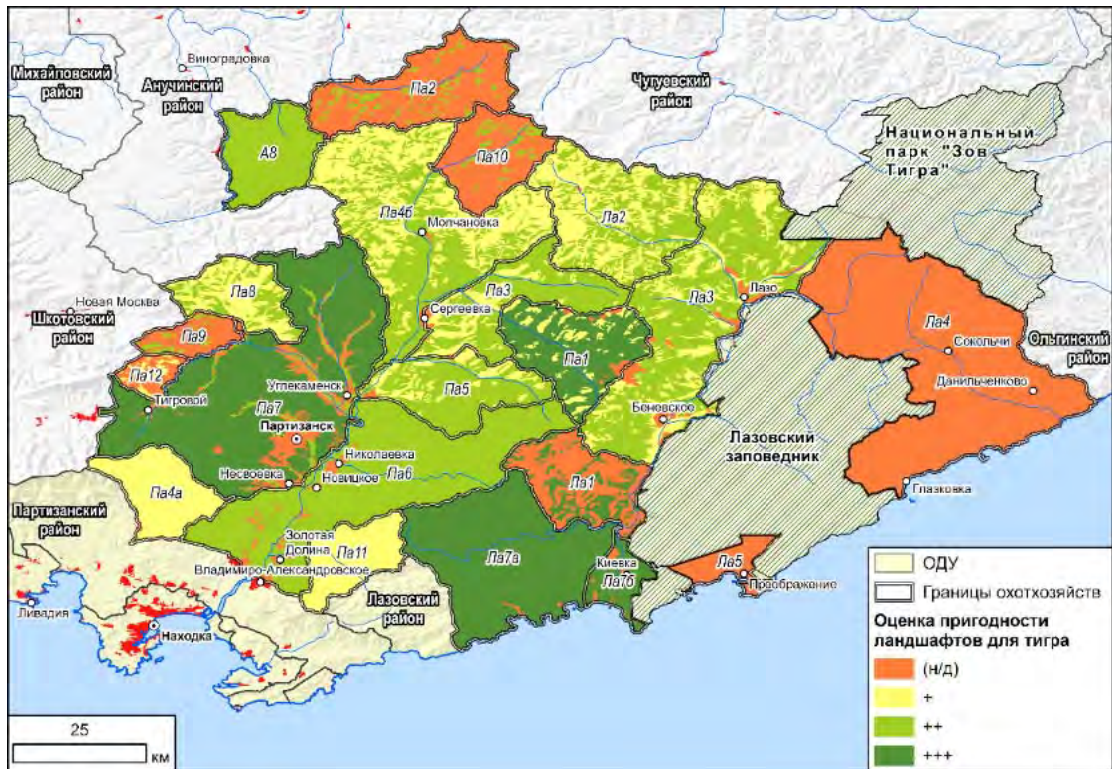 Виноградовка
Михайловский
район
Анучинский
район
Чугуевский
район
Па2
Национальный
парк "Зов
Тигра"
А8
Па10
Па4б
Ла2
Молчановка
Па8
Па3
Ла3
Лазо
Новая Москва
Сергеевка
Ла4
Шкотовский
район
Па9
Ольгинский
район
Сокольчи
Па1
Па12
Углекаменск
Па5
Данильченково
Тигровой
Па7
Беневское
Партизанск
Лазовский
заповедник
Николаевка
Несвоевка
Па6
Новицкое
Ла1
Глазковка
Па4а
Партизанский
район
Золотая
Долина
Па11
Ла7а
Киевка
Ла5
Владимиро-Александровское
Ла7б
Преображение
Ливадия
Лазовский
район
Находка
ОДУ
Границы охотхозяйств
Оценка пригодности
ландшафтов для тигра
(н/д)
+
++
+++
25
км